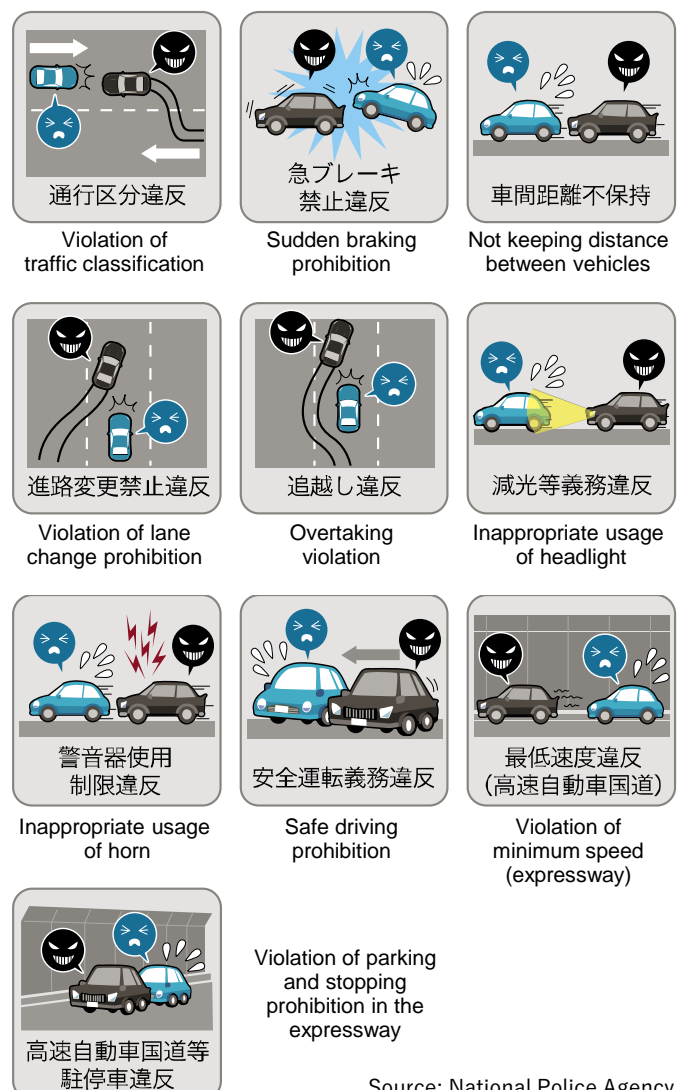 通行区分違反
Violation of
traffic classification
急ブレーキ
禁止違反
Sudden braking
prohibition
車間距離不保持
Not keeping distance
between vehicles
進路変更禁止違反
Violation of lane
change prohibition
追越し違反
Overtaking
violation
減光等義務違反
Inappropriate usage
of headlight
警音器使用
制限違反
Inappropriate usage
of horn
安全運転義務違反
Safe driving
prohibition
最低速度違反
(高速自動車国道)
Violation of
minimum speed
(expressway)
高速自動車国道等
駐停車違反
Violation of parking
and stopping
prohibition in the
expressway
Source: National Police Agency